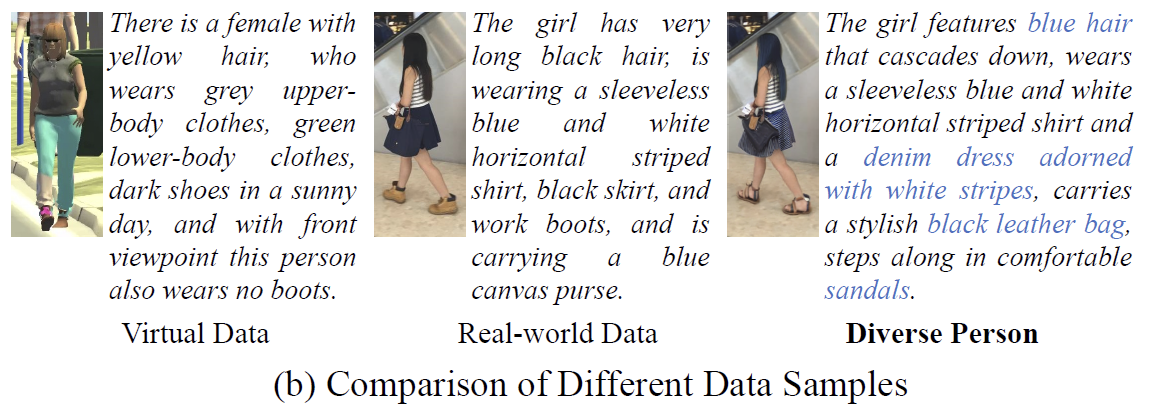 There is a female with
yellow hair, who
wears grey upper-
body clothes, green
lower-body clothes,
dark shoes in a sunny
day, and with front
viewpoint this person
also wears no boots.
Virtual Data
The girl has very
long black hair, is
wearing a sleeveless
blue and white
horizontal striped
shirt, black skirt, and
work boots, and is
carrying a blue
canvas purse.
Real-world Data
The girl features blue hair
that cascades down, wears
a sleeveless blue and white
horizontal striped shirt and
a denim dress adorned
with white stripes, carries
a stylish black leather bag,
steps along in comfortable
sandals.
Diverse Person
(b) Comparison of Different Data Samples